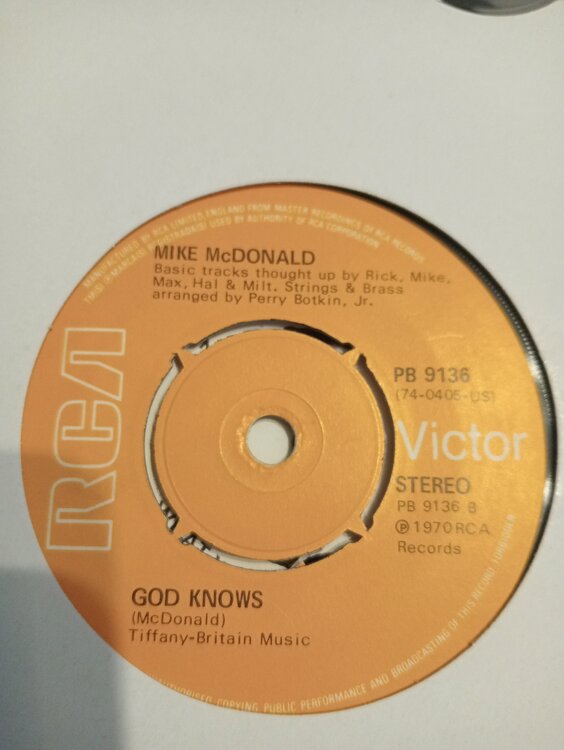 MANUFACTURED BY RCA LIMITED, ENGLAND FROM MASTER RECORDINGS OF RCA RECORDS
TMK(S) ® MARCA(S) REGISTRADA(S) USED BY AUTHORITY OF RCA CORPORATION
MIKE McDONALD
Basic tracks thought up by Rick, Mike,
Max, Hal & Milt. Strings & Brass
arranged by Perry Botkin, Jr.
RCA
PB 9136
(74-0405-US)
Victor
STEREO
PB 9136 B
℗ 1970 RCA
Records
GOD KNOWS
(McDonald)
Tiffany-Britain Music
COPYING PUBLIC PERFORMANCE AND BROADCASTING OF THIS RECORD FORBIDDEN